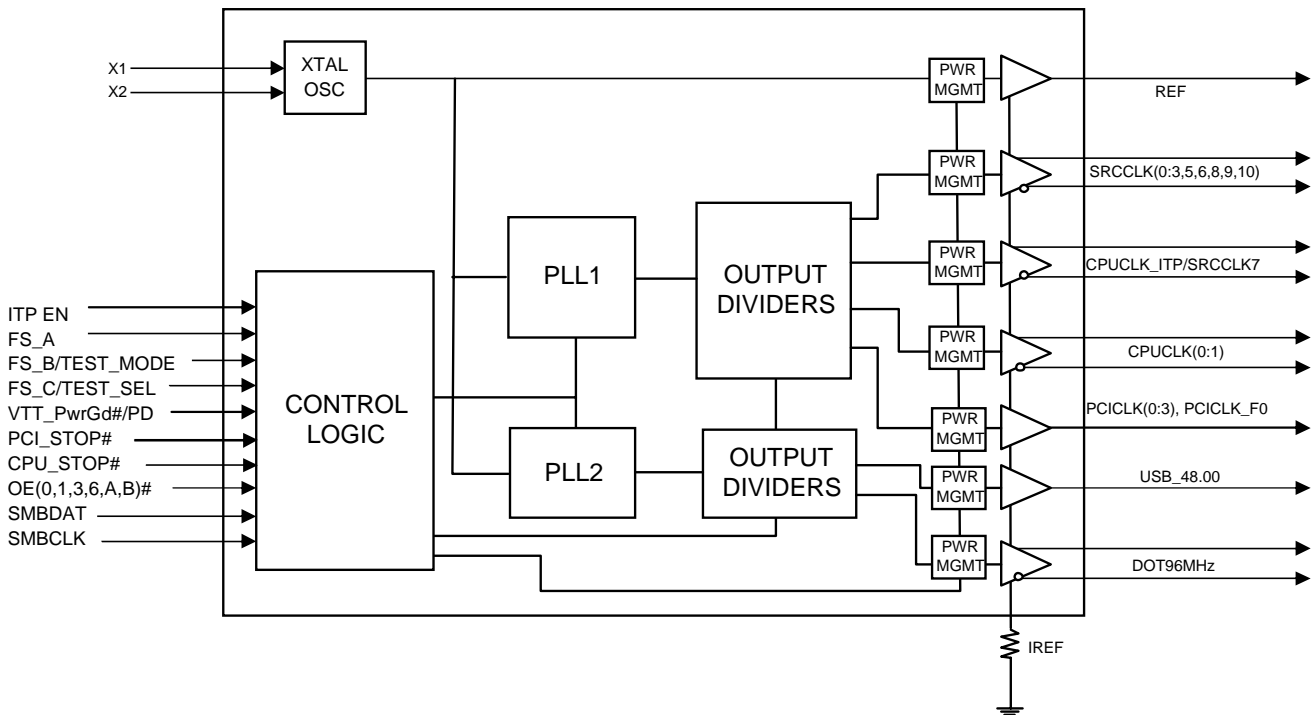 X1
X2
XTAL
OSC
PWR
MGMT
REF
PWR
MGMT
SRCCLK(0:3,5,6,8,9,10)
PLL1
OUTPUT
DIVIDERS
PWR
MGMT
CPUCLK_ITP/SRCCLK7
ITP EN
FS_A
FS_B/TEST_MODE
FS_C/TEST_SEL
VTT_PwrGd#/PD
PCI_STOP#
CPU_STOP#
OE(0,1,3,6,A,B)#
SMBDAT
SMBCLK
CONTROL
LOGIC
PWR
MGMT
CPUCLK(0:1)
PWR
MGMT
PCICLK(0:3), PCICLK_F0
PLL2
OUTPUT
DIVIDERS
PWR
MGMT
USB_48.00
PWR
MGMT
DOT96MHz
IREF